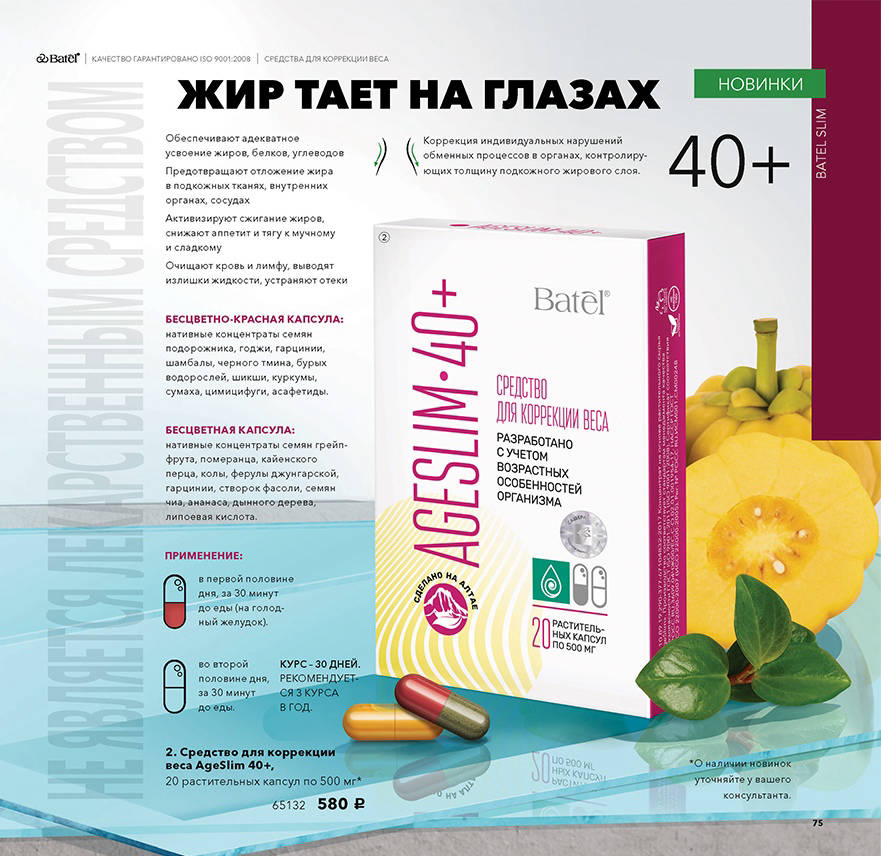 Batel®
КАЧЕСТВО ГАРАНТИРОВАНО ISO 9001:2008
СРЕДСТВА ДЛЯ КОРРЕКЦИИ ВЕСА
ЖИР ТАЕТ НА ГЛАЗАХ
НОВИНКИ
BATEL SLIM
40+
НЕ ЯВЛЯЕТСЯ ЛЕКАРСТВЕННЫМ СРЕДСТВОМ
Обеспечивают адекватное
усвоение жиров, белков, углеводов
Предотвращают отложение жира
в подкожных тканях, внутренних
органах, сосудах
Активизируют сжигание жиров,
снижают аппетит и тягу к мучному
и сладкому
Очищают кровь и лимфу, выводят
излишки жидкости, устраняют отеки
Коррекция индивидуальных нарушений
обменных процессов в органах, контролиру-
ющих толщину подкожного жирового слоя.
БЕСЦВЕТНО-КРАСНАЯ КАПСУЛА:
нативные концентраты семян
подорожника, годжи, гарцинии,
шамбалы, черного тмина, бурых
водорослей, шикши, куркумы,
сумаха, цимицифуги, асафетиды.
БЕСЦВЕТНАЯ КАПСУЛА:
нативные концентраты семян грейп-
фрута, померанца, кайенского
перца, колы, ферулы джунгарской,
гарцинии, створок фасоли, семян
чиа, ананаса, дынного дерева,
липоевая кислота.
ПРИМЕНЕНИЕ:
в первой половине
дня, за 30 минут
до еды (на голод-
ный желудок).
во второй
половине дня,
за 30 минут
до еды.
КУРС – 30 ДНЕЙ.
РЕКОМЕНДУЕТ-
СЯ 3 КУРСА
В ГОД.
2. Средство для коррекции
веса AgeSlim 40+,
20 растительных капсул по 500 мг*
65132 580 ₽
2
AGESLIM•40+
Batel®
AGESLIM•40+
СРЕДСТВО
ДЛЯ КОРРЕКЦИИ ВЕСА
РАЗРАБОТАНО
С УЧЕТОМ
ВОЗРАСТНЫХ
ОСОБЕННОСТЕЙ
ОРГАНИЗМА
СДЕЛАНО НА АЛТАЕ
20 РАСТИТЕЛЬ-
НЫХ КАПСУЛ
ПО 500 МГ
*О наличии новинок
уточняйте у вашего
консультанта.
75